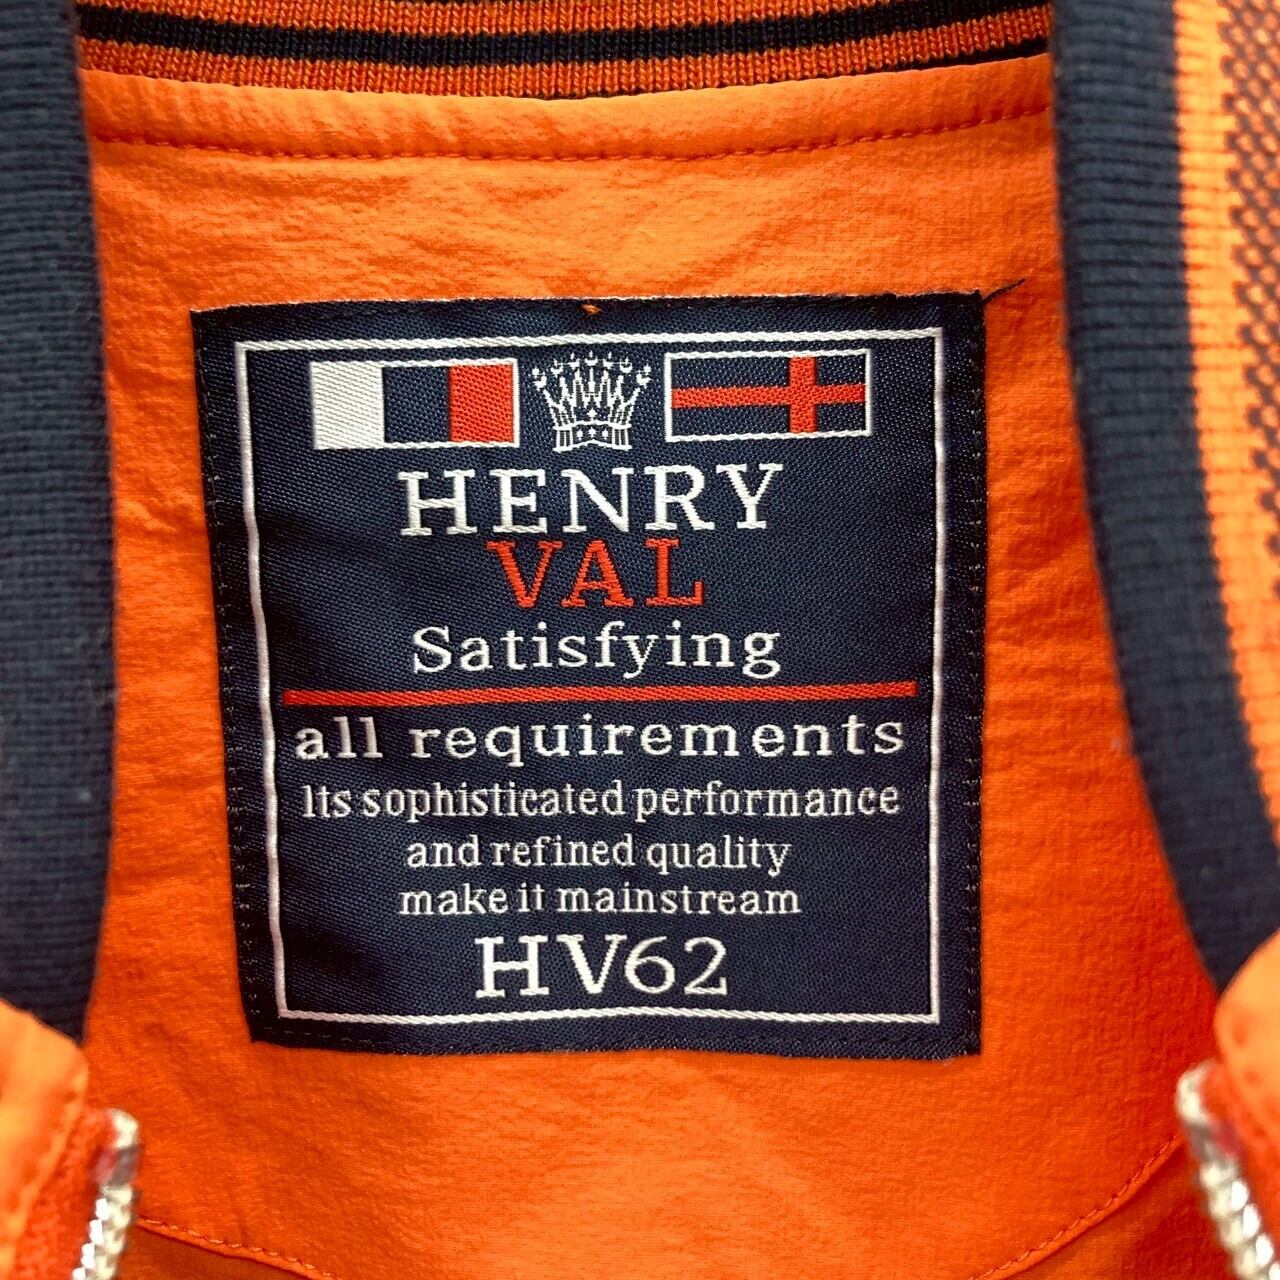 HENRY
VAL
Satisfying
all requirements
Its sophisticated performance
and refined quality
make it mainstream
HV62